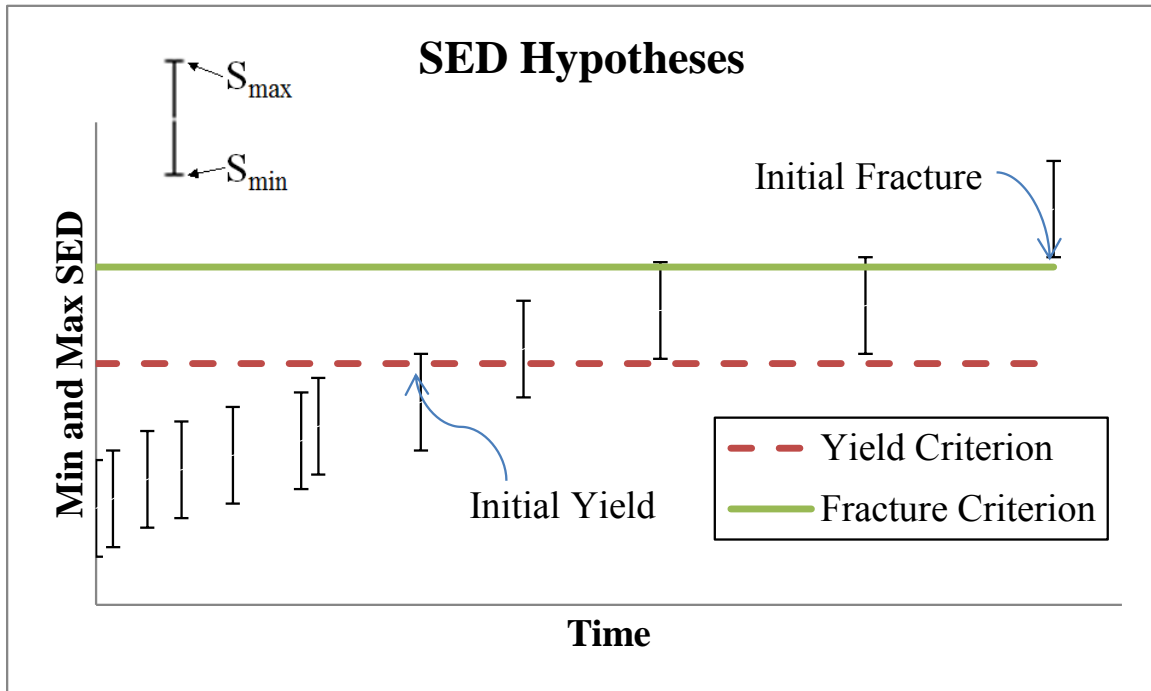 SED Hypotheses
Smax
Smin
Initial Fracture
Min and Max SED
Initial Yield
Yield Criterion
Fracture Criterion
Time